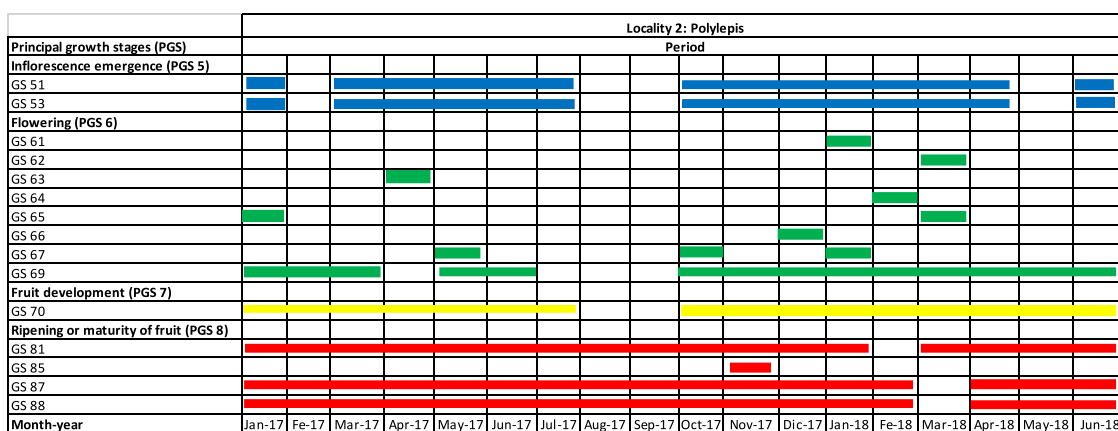 Locality 2: Polylepis
Principal growth stages (PGS) Period
Inflorescence emergence (PGS 5)
GS 51
GS 53
Flowering (PGS 6)
GS 61
GS 62
GS 63
GS 64
GS 65
GS 66
GS 67
GS 69
Fruit development (PGS 7)
GS 70
Ripening or maturity of fruit (PGS 8)
GS 81
GS 85
GS 87
GS 88
Month-year Jan-17 Fe-17 Mar-17 Apr-17 May-17 Jun-17 Jul-17 Aug-17 Sep-17 Oct-17 Nov-17 Dic-17 Jan-18 Fe-18 Mar-18 Apr-18 May-18 Jun-18